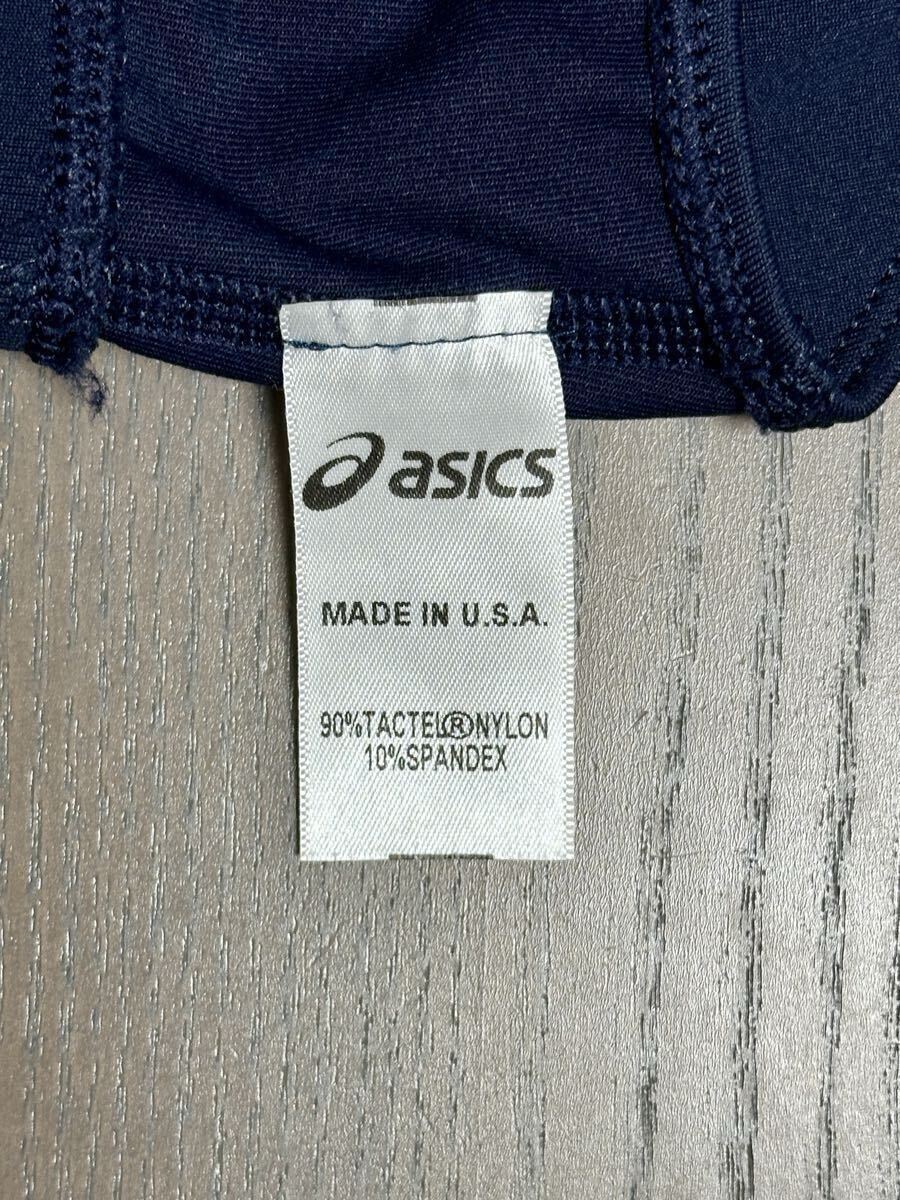 asics
MADE IN U.S.A.
90%TACTEL®NYLON
10%SPANDEX